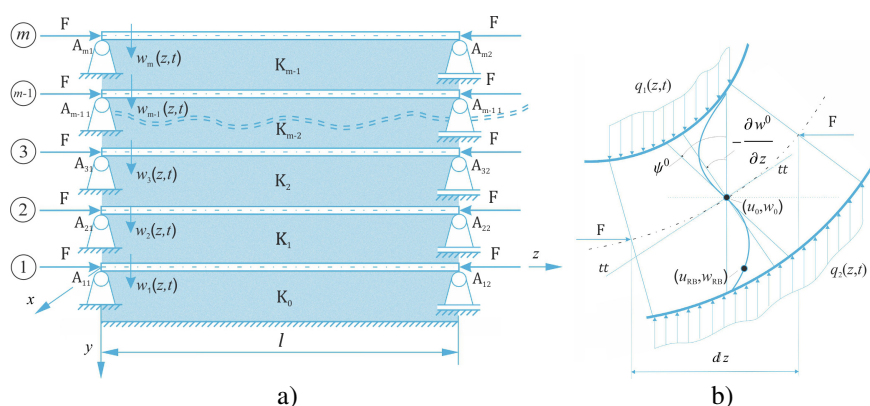 m F F
A_m1 w_m(z,t) A_m2
K_m-1
m-1 F F
A_m-1 1 w_m-1(z,t) A_m-1 1
K_m-2
3 F F
A_31 w_3(z,t) K_2 A_32
2 F F
A_21 w_2(z,t) K_1 A_22
1 F F z
A_11 w_1(z,t) K_0 A_12
x
y l
a)
q_1(z,t)
F
ψ^0 - ∂w^0 / ∂z
tt
(u_0,w_0)
F
tt
(u_RB,w_RB) q_2(z,t)
dz
b)